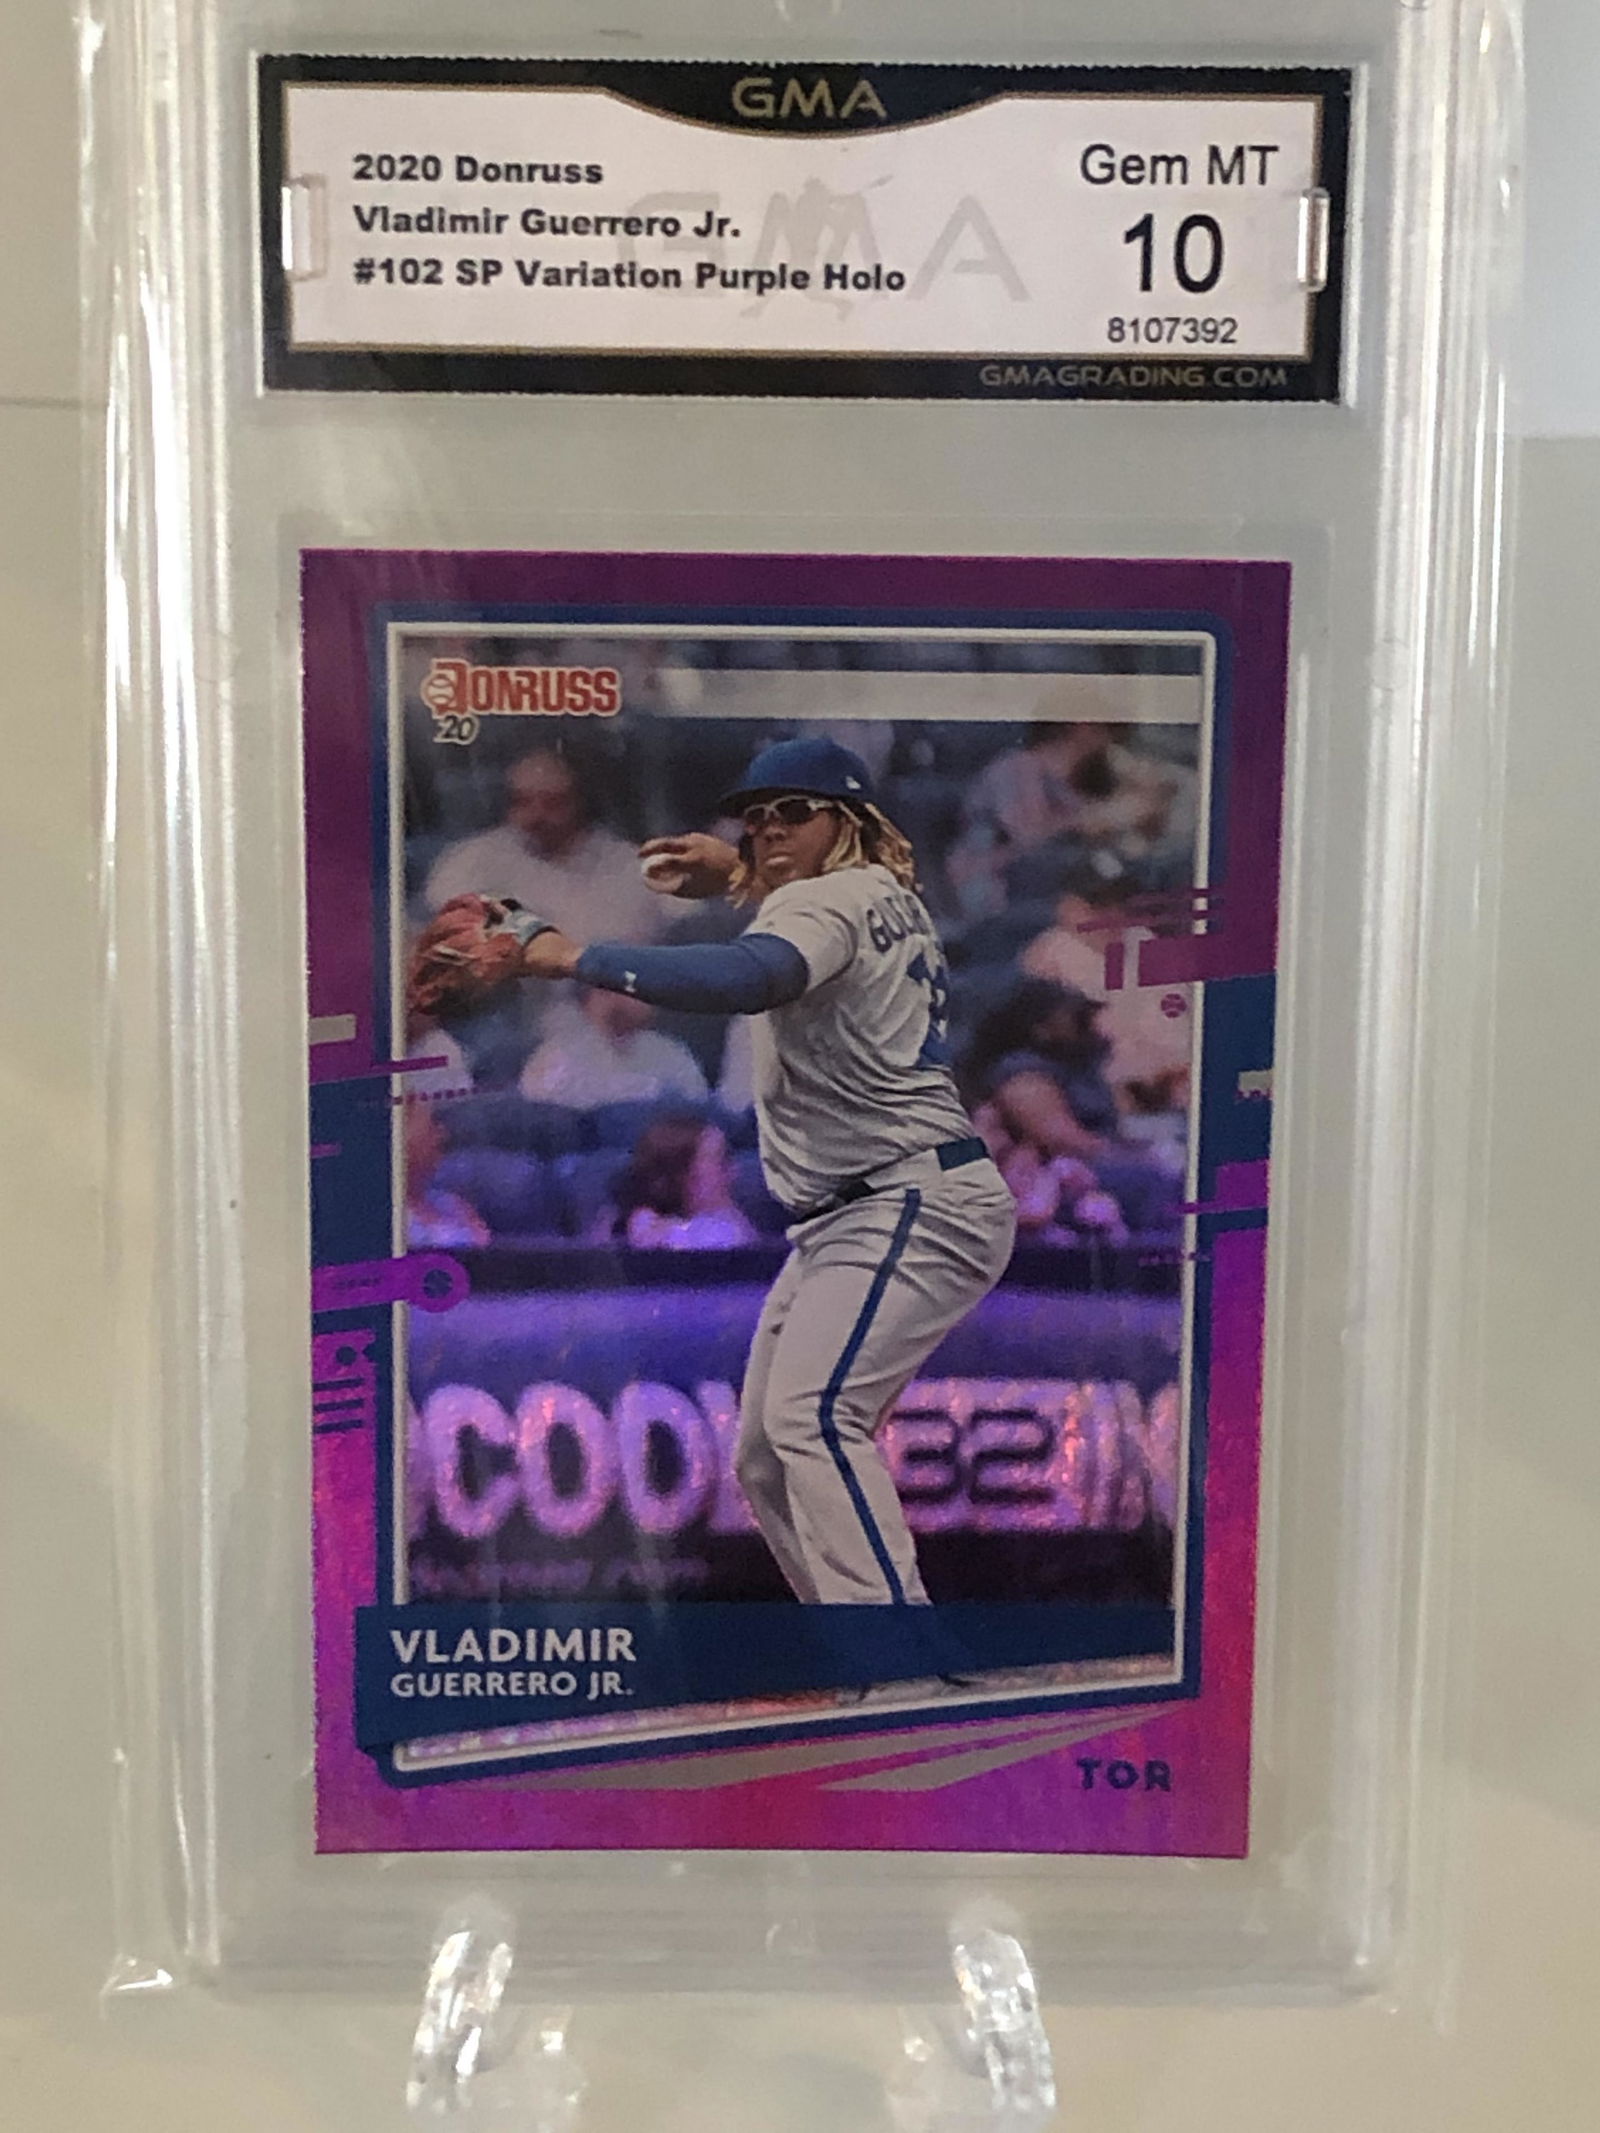 GMA
2020 Donruss
Vladimir Guerrero Jr.
#102 SP Variation Purple Holo
Gem MT
10
8107392
GMA
GMAGRADING.COM
DONRUSS
20
VLADIMIR
GUERRERO JR.
TOR